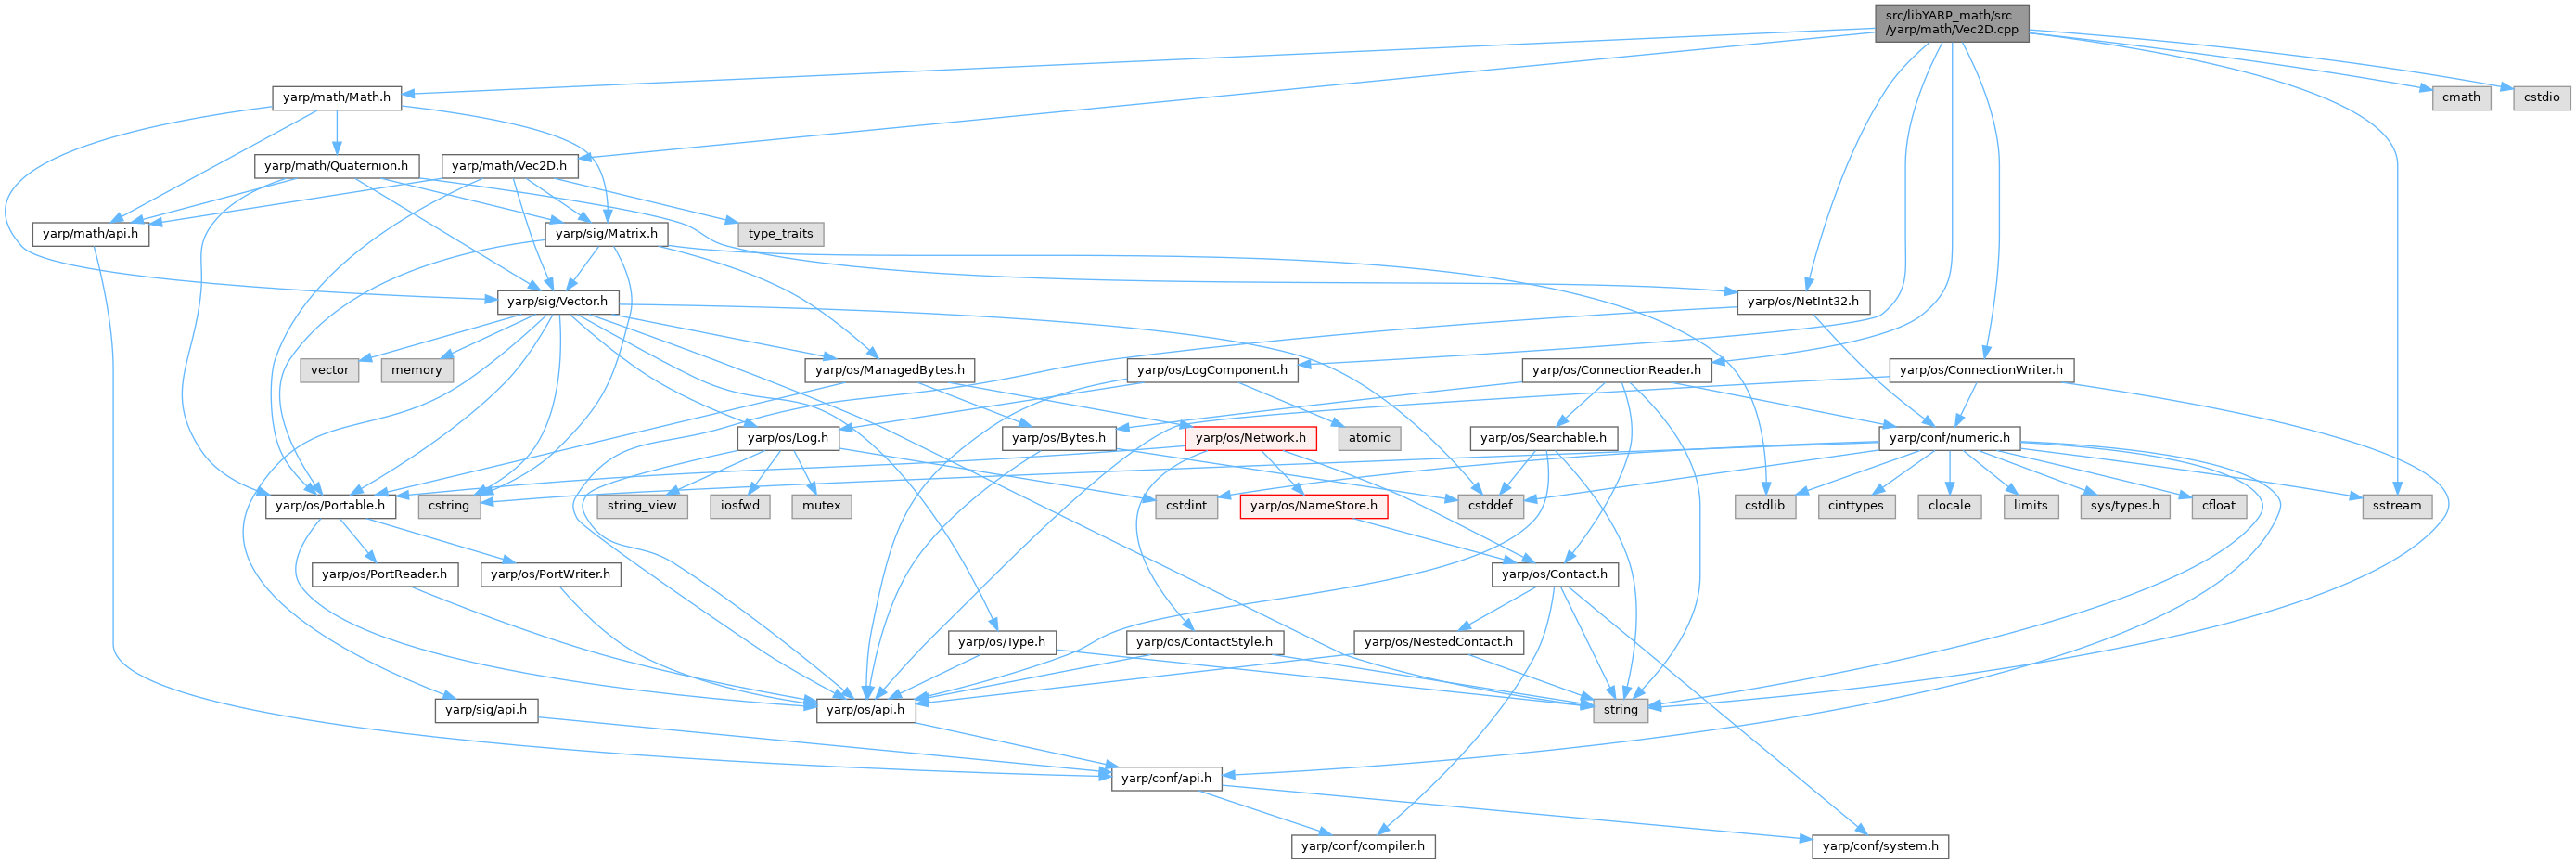 src/libYARP_math/src
/yarp/math/Vec2D.cpp
yarp/math/Math.h
cmath
cstdio
yarp/math/Quaternion.h
yarp/math/Vec2D.h
yarp/math/api.h
yarp/sig/Matrix.h
type_traits
yarp/sig/Vector.h
yarp/os/NetInt32.h
vector
memory
yarp/os/ManagedBytes.h
yarp/os/LogComponent.h
yarp/os/ConnectionReader.h
yarp/os/ConnectionWriter.h
yarp/os/Log.h
yarp/os/Bytes.h
yarp/os/Network.h
atomic
yarp/os/Searchable.h
yarp/conf/numeric.h
yarp/os/Portable.h
cstring
string_view
iosfwd
mutex
cstdint
yarp/os/NameStore.h
cstddef
cstdlib
cinttypes
clocale
limits
sys/types.h
cfloat
sstream
yarp/os/PortReader.h
yarp/os/PortWriter.h
yarp/os/Contact.h
yarp/os/Type.h
yarp/os/ContactStyle.h
yarp/os/NestedContact.h
yarp/sig/api.h
yarp/os/api.h
string
yarp/conf/api.h
yarp/conf/compiler.h
yarp/conf/system.h